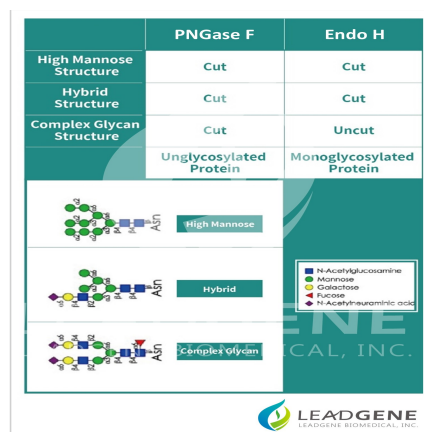 PNGase F
Endo H
High Mannose
Structure
Cut
Cut
Hybrid
Structure
Cut
Cut
Complex Glycan
Structure
Cut
Uncut
Unglycosylated
Protein
Monoglycosylated
Protein
Asn
High Mannose
Asn
Hybrid
Asn
Complex Glycan
N-Acetylglucosamine
Mannose
Galactose
Fucose
N-Acetylneuraminic acid
LEADGENE
LEADGENE BIOMEDICAL, INC.